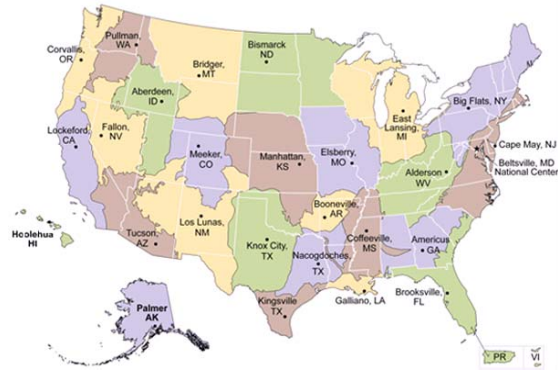 Pullman,
WA
Corvallis,
OR
Bridger,
MT
Bismarck
ND
Aberdeen,
ID
East
Lansing,
MI
Big Flats, NY
Lockeford,
CA
Fallon,
NV
Meeker,
CO
Manhattan,
KS
Elsberry,
MO
Cape May, NJ
Beltsville, MD
National Center
Alderson
WV
Hoolehua
HI
Tucson,
AZ
Los Lunas,
NM
Knox City,
TX
Booneville,
AR
Nacogdoches,
TX
Coffeeville,
MS
Americus
GA
Kingsville
TX
Galliano, LA
Brooksville,
FL
Palmer
AK
PR
VI